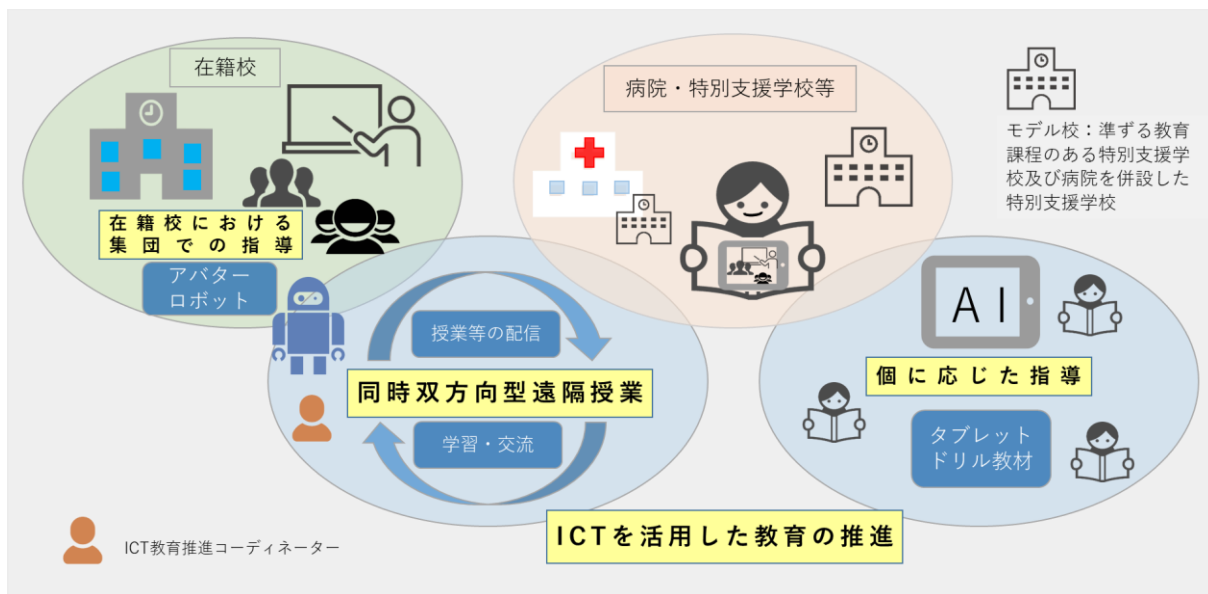 在籍校
病院・特別支援学校等
モデル校：準ずる教育
課程のある特別支援学
校及び病院を併設した
特別支援学校
在籍校における
集団での指導
アバター
ロボット
授業等の配信
同時双方向型遠隔授業
学習・交流
AI
個に応じた指導
タブレット
ドリル教材
ICTを活用した教育の推進
ICT教育推進コーディネーター